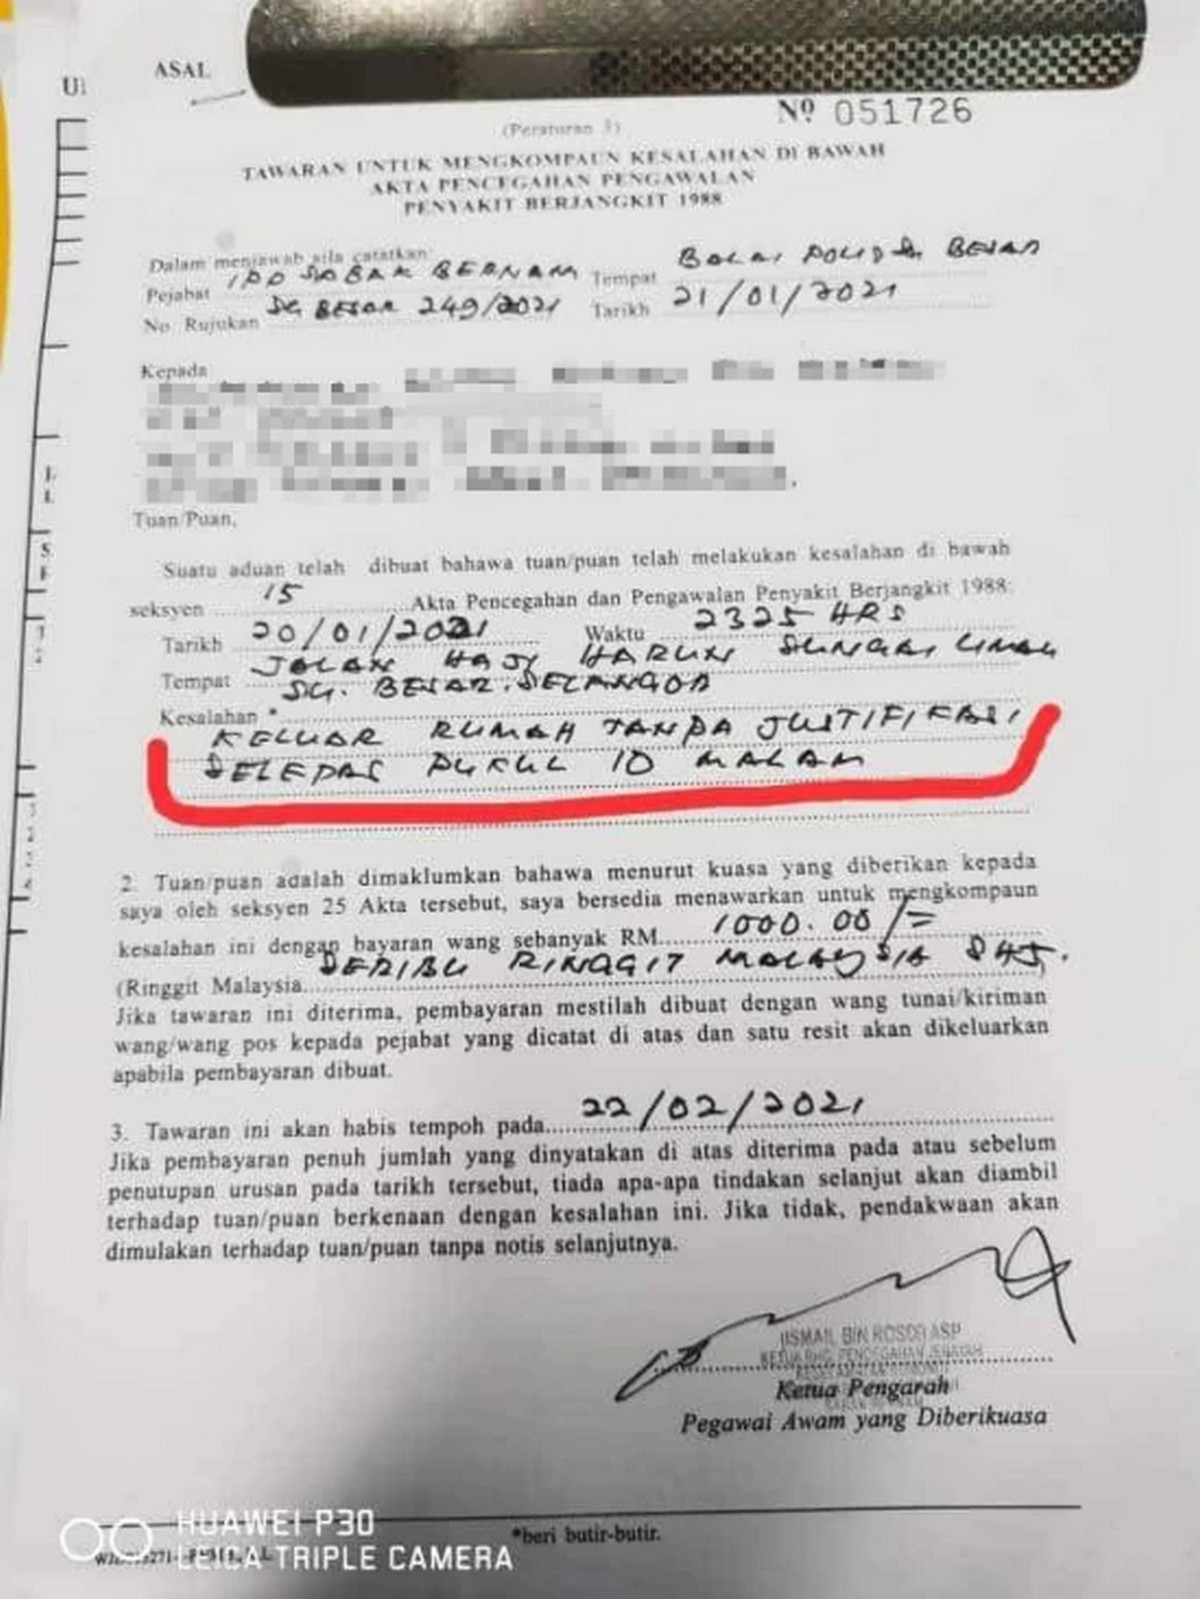 ASAL
Nº 051726
(Peraturan 3)
TAWARAN UNTUK MENGKOMPAUN KESALAHAN DI BAWAH
AKTA PENCEGAHAN PENGAWALAN
PENYAKIT BERJANGKIT 1988
Dalam menjawab sila catatkan:
Pejabat IPD SABAK BERNAM Tempat BALAI POLIS SG BESAR
No Rujukan SG BESAR 249/2021 Tarikh 21/01/2021
Kepada
Tuan/Puan,
Suatu aduan telah dibuat bahawa tuan/puan telah melakukan kesalahan di bawah
seksyen 15 Akta Pencegahan dan Pengawalan Penyakit Berjangkit 1988:
Tarikh 20/01/2021 Waktu 2325 HRS
Tempat JALAN HAJI HARUN SUNGAI LIMAU
SG. BESAR. SELANGOR
Kesalahan *
KELUAR RUMAH TANPA JUSTIFIKASI
SELEPAS PUKUL 10 MALAM
2. Tuan/puan adalah dimaklumkan bahawa menurut kuasa yang diberikan kepada
saya oleh seksyen 25 Akta tersebut, saya bersedia menawarkan untuk mengkompaun
kesalahan ini dengan bayaran wang sebanyak RM 1000.00/=
(Ringgit Malaysia SERIBU RINGGIT MALAYSIA SHJ.
Jika tawaran ini diterima, pembayaran mestilah dibuat dengan wang tunai/kiriman
wang/wang pos kepada pejabat yang dicatat di atas dan satu resit akan dikeluarkan
apabila pembayaran dibuat.
3. Tawaran ini akan habis tempoh pada 22/02/2021
Jika pembayaran penuh jumlah yang dinyatakan di atas diterima pada atau sebelum
penutupan urusan pada tarikh tersebut, tiada apa-apa tindakan selanjut akan diambil
terhadap tuan/puan berkenaan dengan kesalahan ini. Jika tidak, pendakwaan akan
dimulakan terhadap tuan/puan tanpa notis selanjutnya.
ISMAIL BIN ROSDI ASP
KETUA BHG. PENCEGAHAN JENAYAH
Ketua Pengarah
Pegawai Awam yang Diberikuasa
*beri butir-butir.
HUAWEI P30
LEICA TRIPLE CAMERA